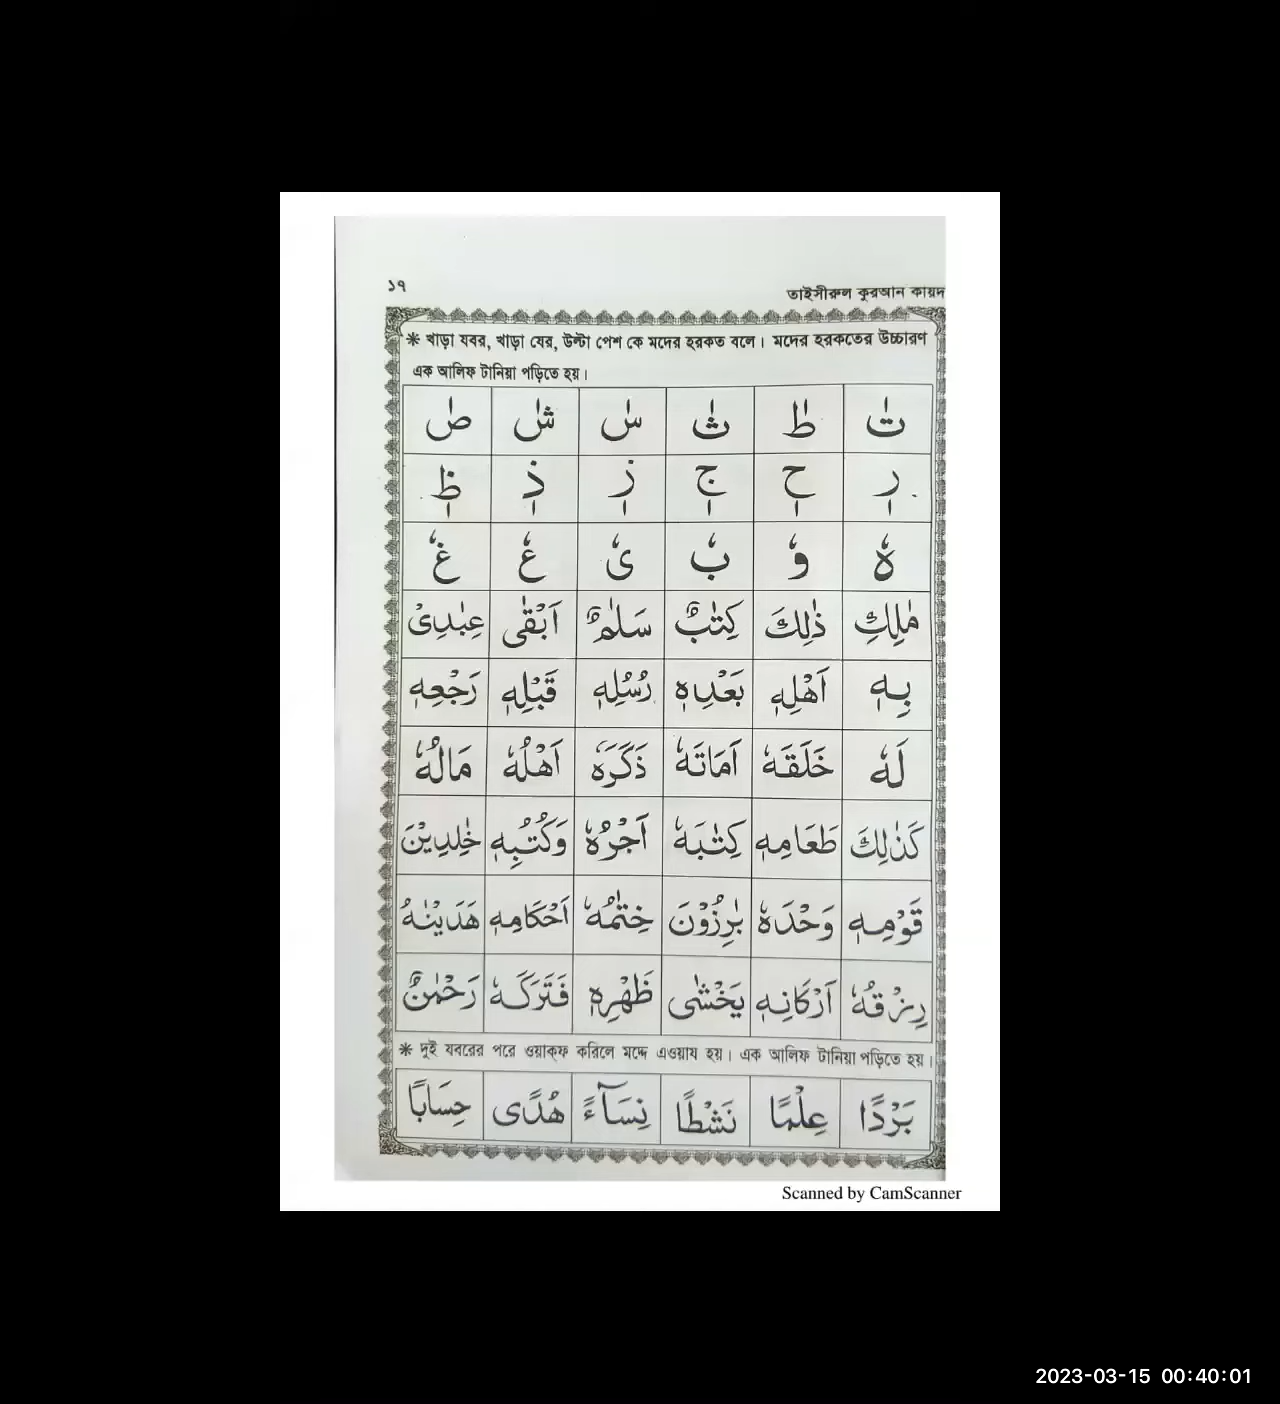 ১৭
তাইসীরুল কুরআন কায়দ
❋ খাড়া যবর, খাড়া যের, উল্টা পেশ কে মদের হরকত বলে। মদের হরকতের উচ্চারণ
এক আলিফ টানিয়া পড়িতে হয়।
تٰ طٰ ثٰ سٰ شٰ صٰ
رٖ حٖ جٖ زٖ ذٖ ظٖ
هٗ وٗ بٗ یٗ عٗ غٗ
مٰلِكِ ذٰلِكَ كِتٰبٌ سَلٰمٌ اَبْقٰى عِبٰدِىْ
بِهٖ اَهْلِهٖ بَعْدِهٖ رُسُلِهٖ قَبْلِهٖ رَجْعِهٖ
لَهٗ خَلَقَهٗ اَمَاتَهٗ ذَكَرَهٗ اَهْلُهٗ مَالُهٗ
كَذٰلِكَ طَعَامِهٖ كِتٰبَهٗ اَجْرُهٗ وَكُتُبِهٖ خٰلِدِيْنَ
قَوْمِهٖ وَحْدَهٗ بٰرِزُوْنَ خِتٰمُهٗ اَحْكَامِهٖ هَدَيْنٰهُ
رِزْقُهٗ اَرْكَانِهٖ يَخْشٰى ظَهْرِهٖ فَتَرَكَهٗ رَحْمٰنٌ
❋ দুই যবরের পরে ওয়াক্ফ করিলে মদ্দে এওয়ায হয়। এক আলিফ টানিয়া পড়িতে হয়।
بَرْدًا عِلْمًا نَشْطًا نِسَآءً هُدًى حِسَابًا
Scanned by CamScanner
2023-03-15 00:40:01